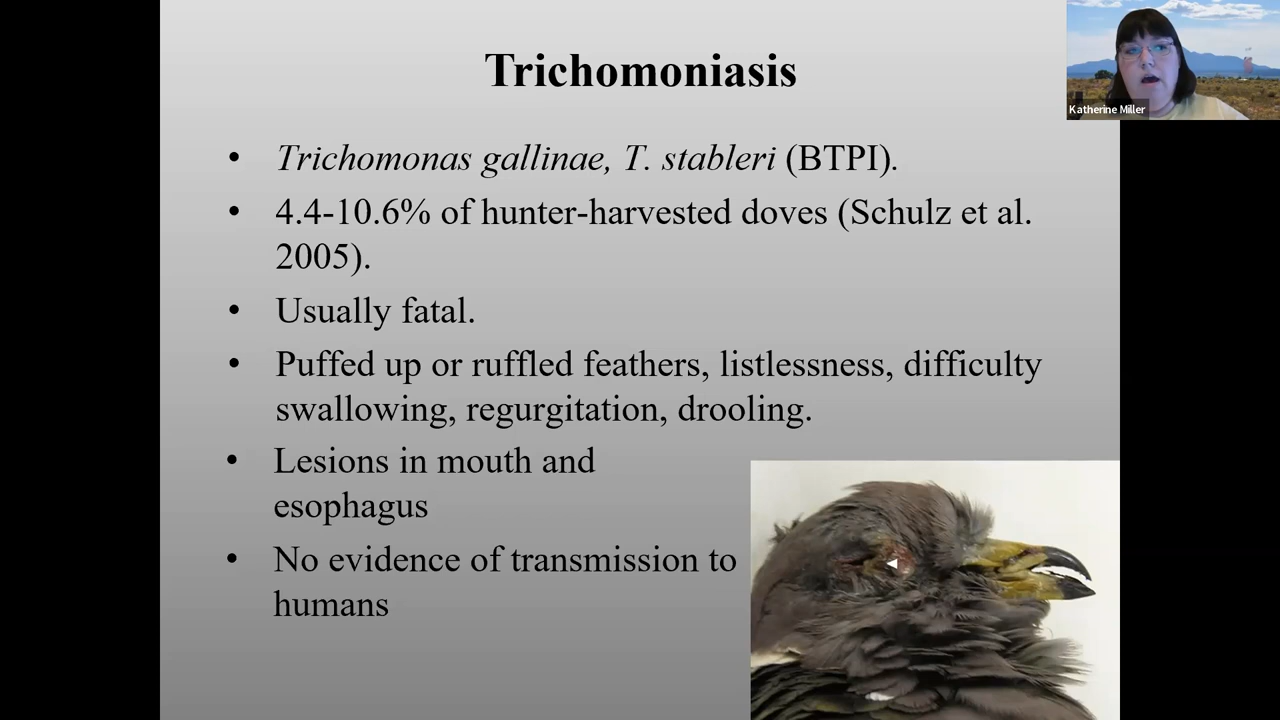 Trichomoniasis
Katherine Miller
• Trichomonas gallinae, T. stableri (BTPI).
• 4.4-10.6% of hunter-harvested doves (Schulz et al.
2005).
• Usually fatal.
• Puffed up or ruffled feathers, listlessness, difficulty
swallowing, regurgitation, drooling.
• Lesions in mouth and
esophagus
• No evidence of transmission to
humans